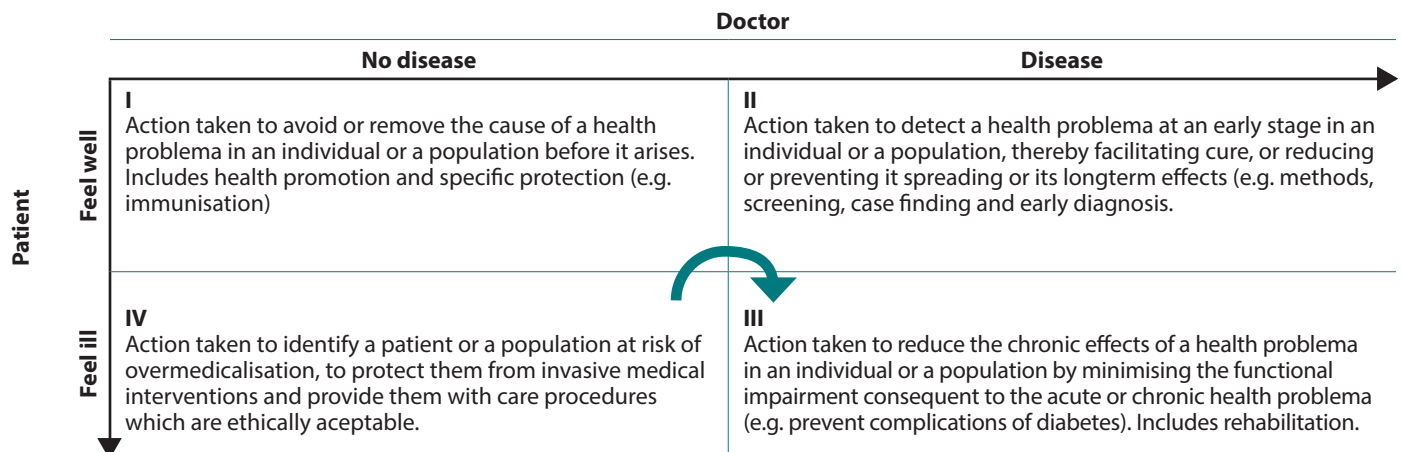 Doctor
No disease
Disease
Patient
Feel well
I
Action taken to avoid or remove the cause of a health
problem in an individual or a population before it arises.
Includes health promotion and specific protection (e.g.
immunisation)
II
Action taken to detect a health problem at an early stage in an
individual or a population, thereby facilitating cure, or reducing
or preventing it spreading or its longterm effects (e.g. methods,
screening, case finding and early diagnosis.
Feel ill
IV
Action taken to identify a patient or a population at risk of
overmedicalisation, to protect them from invasive medical
interventions and provide them with care procedures
which are ethically aceptable.
III
Action taken to reduce the chronic effects of a health problema
in an individual or a population by minimising the functional
impairment consequent to the acute or chronic health problema
(e.g. prevent complications of diabetes). Includes rehabilitation.